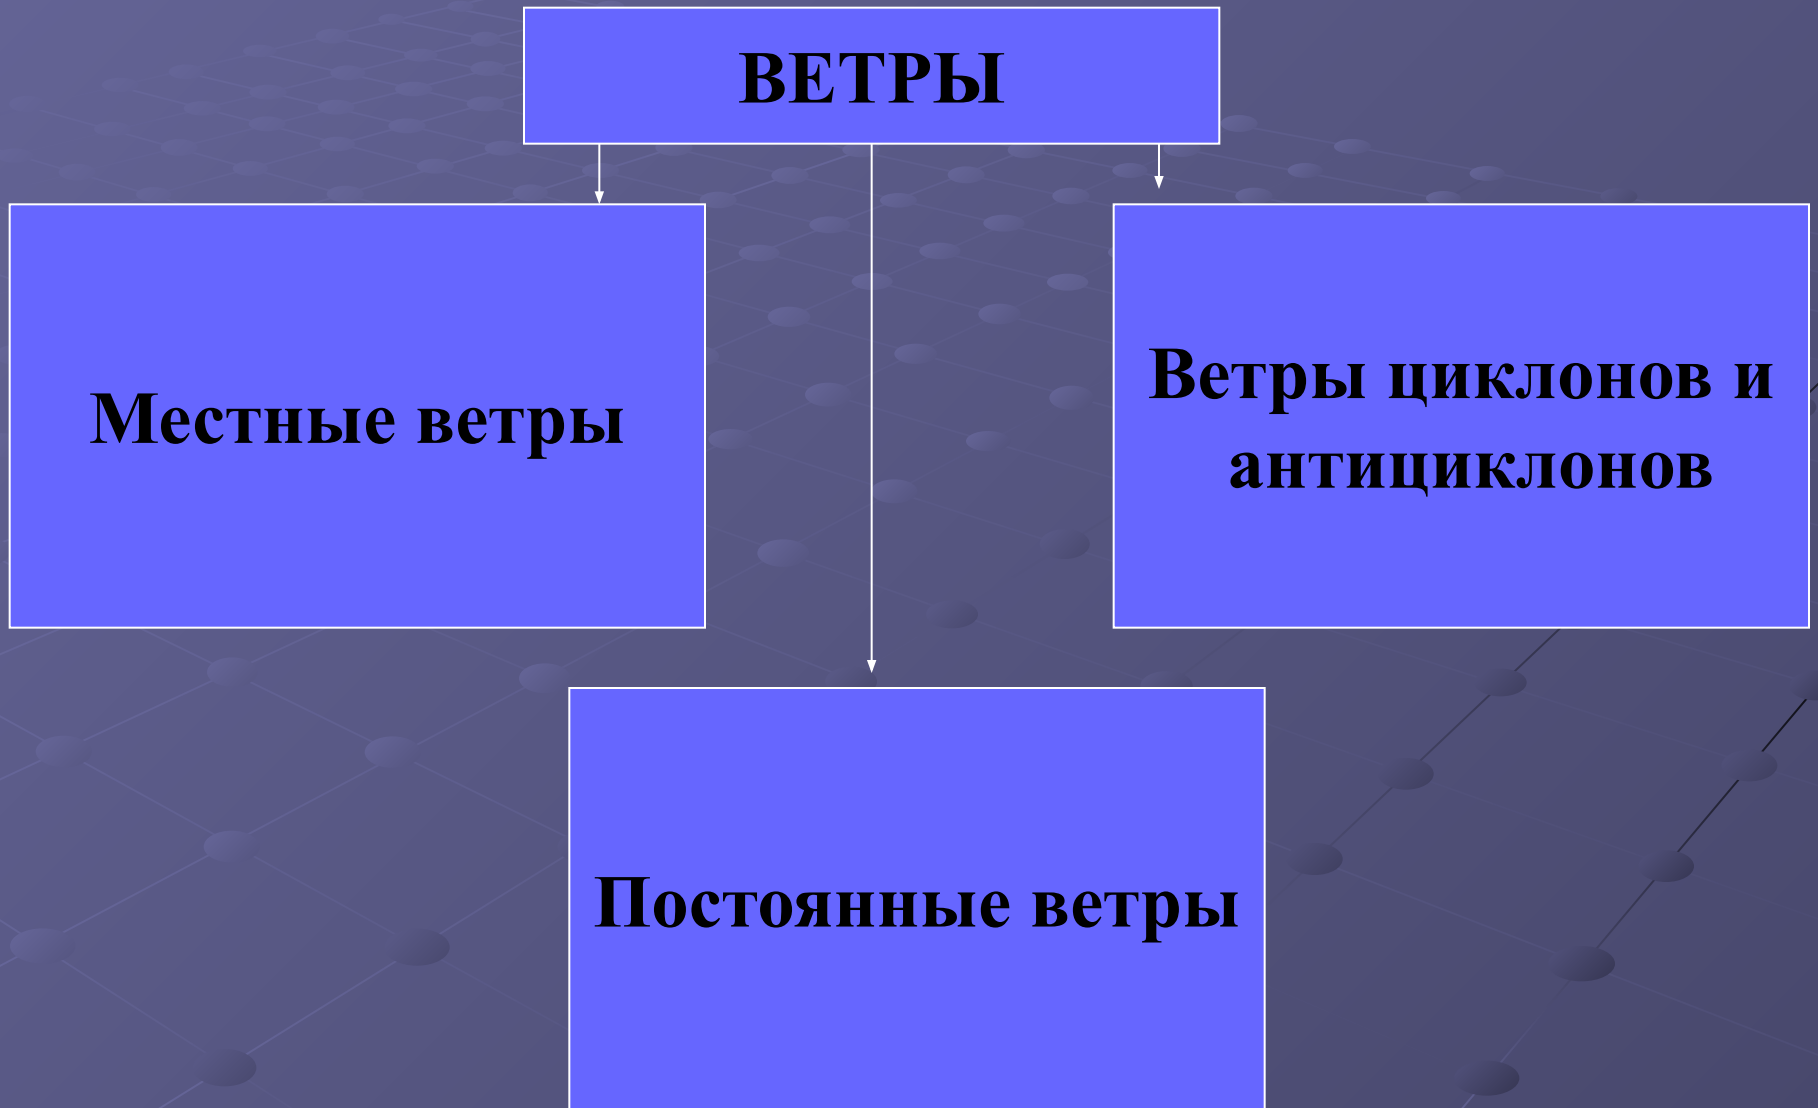 ВЕТРЫ
Местные ветры
Ветры циклонов и
антициклонов
Постоянные ветры